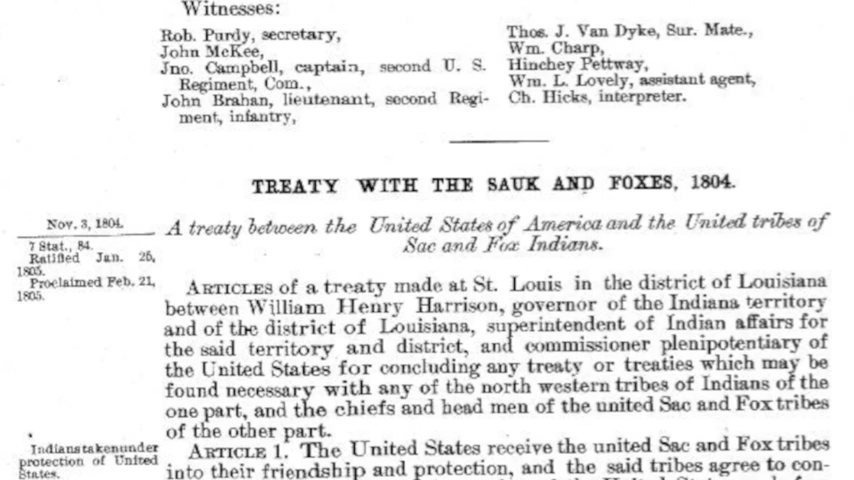 Witnesses:
Rob. Purdy, secretary,
John McKee,
Jno. Campbell, captain, second U. S.
Regiment, Com.,
John Brahan, lieutenant, second Regi-
ment, infantry,
Thos. J. Van Dyke, Sur. Mate.,
Wm. Charp,
Hinchey Pettway,
Wm. L. Lovely, assistant agent,
Ch. Hicks, interpreter.
TREATY WITH THE SAUK AND FOXES, 1804.
Nov. 3, 1804.
7 Stat., 84.
Ratified Jan. 25,
1805.
Proclaimed Feb. 21,
1805.
A treaty between the United States of America and the United tribes of
Sac and Fox Indians.
ARTICLES of a treaty made at St. Louis in the district of Louisiana
between William Henry Harrison, governor of the Indiana territory
and of the district of Louisiana, superintendent of Indian affairs for
the said territory and district, and commissioner plenipotentiary of
the United States for concluding any treaty or treaties which may be
found necessary with any of the north western tribes of Indians of the
one part, and the chiefs and head men of the united Sac and Fox tribes
of the other part.
Indians taken under
protection of United
States.
ARTICLE 1. The United States receive the united Sac and Fox tribes
into their friendship and protection, and the said tribes agree to con-